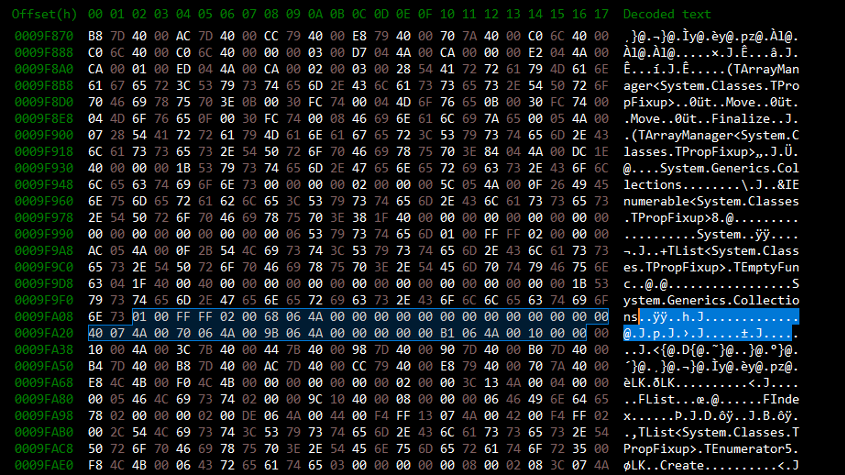 Offset(h) 00 01 02 03 04 05 06 07 08 09 0A 0B 0C 0D 0E 0F 10 11 12 13 14 15 16 17 Decoded text
0009F870 B8 7D 40 00 AC 7D 40 00 CC 79 40 00 E8 79 40 00 70 7A 40 00 C0 6C 40 00 ¸}@.¬}@.Ìy@.èy@.pz@.Àl@.
0009F888 C0 6C 40 00 C0 6C 40 00 00 00 03 00 D7 04 4A 00 CA 00 00 00 E2 04 4A 00 Àl@.Àl@.....×.J.Ê...â.J.
0009F8A0 CA 00 01 00 ED 04 4A 00 CA 00 02 00 03 00 28 54 41 72 72 61 79 4D 61 6E Ê...í.J.Ê.....(TArrayMan
0009F8B8 61 67 65 72 3C 53 79 73 74 65 6D 2E 43 6C 61 73 73 65 73 2E 54 50 72 6F ager<System.Classes.TPro
0009F8D0 70 46 69 78 75 70 3E 0B 00 30 FC 74 00 04 4D 6F 76 65 0B 00 30 FC 74 00 pFixup>..0üt..Move..0üt.
0009F8E8 04 4D 6F 76 65 0F 00 30 FC 74 00 08 46 69 6E 61 6C 69 7A 65 00 05 4A 00 .Move..0üt..Finalize..J.
0009F900 07 28 54 41 72 72 61 79 4D 61 6E 61 67 65 72 3C 53 79 73 74 65 6D 2E 43 .(TArrayManager<System.C
0009F918 6C 61 73 73 65 73 2E 54 50 72 6F 70 46 69 78 75 70 3E 84 04 4A 00 DC 1E lasses.TPropFixup>„.J.Ü.
0009F930 40 00 00 00 1B 53 79 73 74 65 6D 2E 47 65 6E 65 72 69 63 73 2E 43 6F 6C @....System.Generics.Col
0009F948 6C 65 63 74 69 6F 6E 73 00 00 00 00 02 00 00 00 5C 05 4A 00 0F 26 49 45 lections........\.J..&IE
0009F960 6E 75 6D 65 72 61 62 6C 65 3C 53 79 73 74 65 6D 2E 43 6C 61 73 73 65 73 numerable<System.Classes
0009F978 2E 54 50 72 6F 70 46 69 78 75 70 3E 38 1F 40 00 00 00 00 00 00 00 00 00 .TPropFixup>8.@.........
0009F990 00 00 00 00 00 00 00 00 00 06 53 79 73 74 65 6D 01 00 FF FF 02 00 00 00 ..........System..ÿÿ....
0009F9A8 AC 05 4A 00 0F 2B 54 4C 69 73 74 3C 53 79 73 74 65 6D 2E 43 6C 61 73 73 ¬.J..+TList<System.Class
0009F9C0 65 73 2E 54 50 72 6F 70 46 69 78 75 70 3E 2E 54 45 6D 70 74 79 46 75 6E es.TPropFixup>.TEmptyFun
0009F9D8 63 04 1F 40 00 40 00 00 00 00 00 00 00 00 00 00 00 00 00 00 00 00 1B 53 c..@.@.................S
0009F9F0 79 73 74 65 6D 2E 47 65 6E 65 72 69 63 73 2E 43 6F 6C 6C 65 63 74 69 6F ystem.Generics.Collectio
0009FA08 6E 73 01 00 FF FF 02 00 68 06 4A 00 00 00 00 00 00 00 00 00 00 00 00 00 ns..ÿÿ..h.J.............
0009FA20 40 07 4A 00 70 06 4A 00 9B 06 4A 00 00 00 00 00 B1 06 4A 00 10 00 00 00 @.J.p.J.›.J.....±.J.....
0009FA38 10 00 4A 00 3C 7B 40 00 44 7B 40 00 98 7D 40 00 90 7D 40 00 B0 7D 40 00 ..J.<{@.D{@.˜}@..}@.°}@.
0009FA50 B4 7D 40 00 B8 7D 40 00 AC 7D 40 00 CC 79 40 00 E8 79 40 00 70 7A 40 00 ´}@.¸}@.¬}@.Ìy@.èy@.pz@.
0009FA68 E8 4C 4B 00 F0 4C 4B 00 00 00 00 00 00 00 02 00 3C 13 4A 00 04 00 00 èLK.ðLK.........<.J....
0009FA80 00 05 46 4C 69 73 74 02 00 00 9C 10 40 00 08 00 00 00 06 46 49 6E 64 65 ..FList...œ.@......FInde
0009FA98 78 02 00 00 02 00 DE 06 4A 00 44 00 F4 FF 13 07 4A 00 42 00 F4 FF 02 x.....Þ.J.D.ôÿ..J.B.ôÿ.
0009FAB0 00 2C 54 4C 69 73 74 3C 53 79 73 74 65 6D 2E 43 6C 61 73 73 65 73 2E 54 .,TList<System.Classes.T
0009FAC8 50 72 6F 70 46 69 78 75 70 3E 2E 54 45 6E 75 6D 65 72 61 74 6F 72 35 00 PropFixup>.TEnumerator5.
0009FAE0 F8 4C 4B 00 06 43 72 65 61 74 65 03 00 00 00 00 00 08 00 02 08 3C 07 4A øLK..Create..........<.J